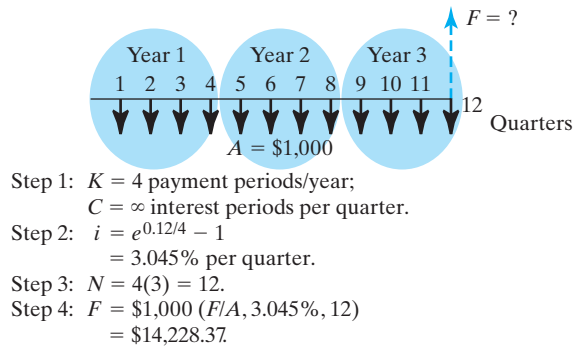 F = ?
Year 1 Year 2 Year 3
1 2 3 4 5 6 7 8 9 10 11
12
Quarters
A = $1,000
Step 1: K = 4 payment periods/year;
C = ∞ interest periods per quarter.
Step 2: i = e^0.12/4 – 1
= 3.045% per quarter.
Step 3: N = 4(3) = 12.
Step 4: F = $1,000 (F/A, 3.045%, 12)
= $14,228.37.